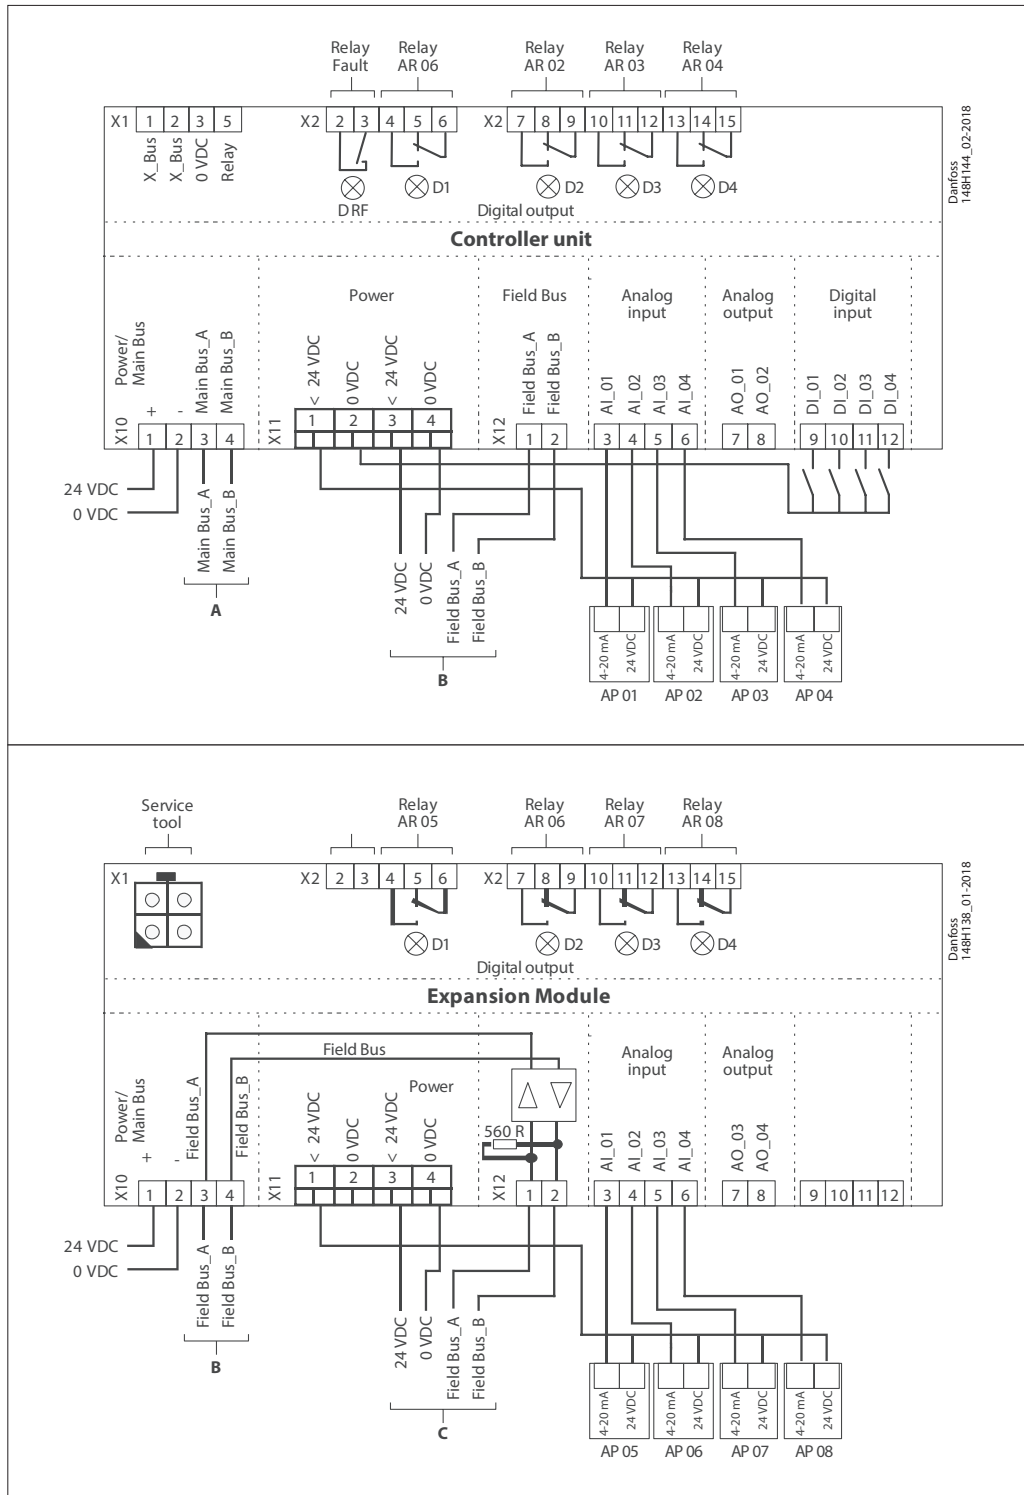 Relay Fault
Relay AR 06
Relay AR 02
Relay AR 03
Relay AR 04
X1 1 2 3 5
X2 2 3 4 5 6
X2 7 8 9 10 11 12 13 14 15
X_Bus
X_Bus
0 VDC
Relay
DRF
D1
D2
D3
D4
Digital output
Danfoss
148H144_02-2018
Controller unit
Power/
Main Bus
Power
Field Bus
Analog
input
Analog
output
Digital
input
+
-
Main Bus_A
Main Bus_B
< 24 VDC
0 VDC
< 24 VDC
0 VDC
Field Bus_A
Field Bus_B
AI_01
AI_02
AI_03
AI_04
AO_01
AO_02
DI_01
DI_02
DI_03
DI_04
X10 1 2 3 4
X11 1 2 3 4
X12 1 2 3 4 5 6 7 8 9 10 11 12
24 VDC
0 VDC
Main Bus_A
Main Bus_B
A
24 VDC
0 VDC
Field Bus_A
Field Bus_B
B
4-20 mA
24 VDC
4-20 mA
24 VDC
4-20 mA
24 VDC
4-20 mA
24 VDC
AP 01
AP 02
AP 03
AP 04
Service
tool
Relay AR 05
Relay AR 06
Relay AR 07
Relay AR 08
X1
X2 2 3 4 5 6
X2 7 8 9 10 11 12 13 14 15
D1
D2
D3
D4
Digital output
Danfoss
148H138_01-2018
Expansion Module
Power/
Main Bus
Field Bus
Power
Analog
input
Analog
output
+
-
Field Bus_A
Field Bus_B
< 24 VDC
0 VDC
< 24 VDC
0 VDC
560 R
AI_01
AI_02
AI_03
AI_04
AO_03
AO_04
X10 1 2 3 4
X11 1 2 3 4
X12 1 2 3 4 5 6 7 8 9 10 11 12
24 VDC
0 VDC
Field Bus_A
Field Bus_B
B
24 VDC
0 VDC
Field Bus_A
Field Bus_B
C
4-20 mA
24 VDC
4-20 mA
24 VDC
4-20 mA
24 VDC
4-20 mA
24 VDC
AP 05
AP 06
AP 07
AP 08